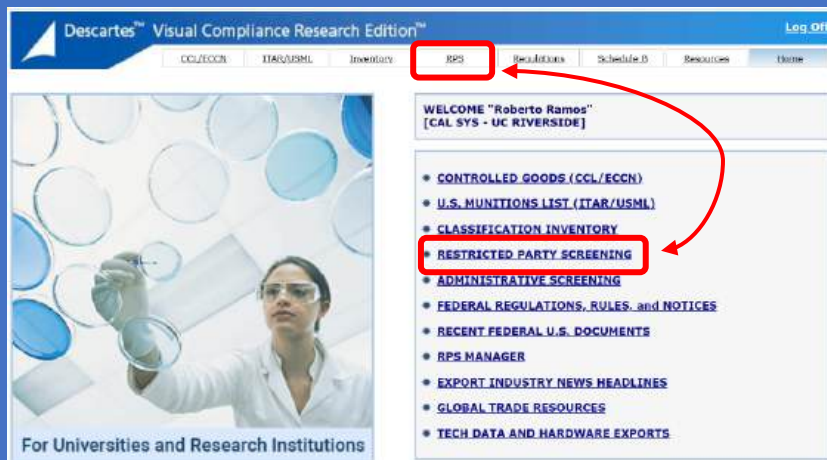 Descartes™ Visual Compliance Research Edition™
Log Off
CCL/ECCN ITAR/USML Inventory RPS Regulations Schedule B Resources Home
WELCOME "Roberto Ramos"
[CAL SYS - UC RIVERSIDE]
CONTROLLED GOODS (CCL/ECCN)
U.S. MUNITIONS LIST (ITAR/USML)
CLASSIFICATION INVENTORY
RESTRICTED PARTY SCREENING
ADMINISTRATIVE SCREENING
FEDERAL REGULATIONS, RULES, and NOTICES
RECENT FEDERAL U.S. DOCUMENTS
RPS MANAGER
EXPORT INDUSTRY NEWS HEADLINES
GLOBAL TRADE RESOURCES
TECH DATA AND HARDWARE EXPORTS
For Universities and Research Institutions